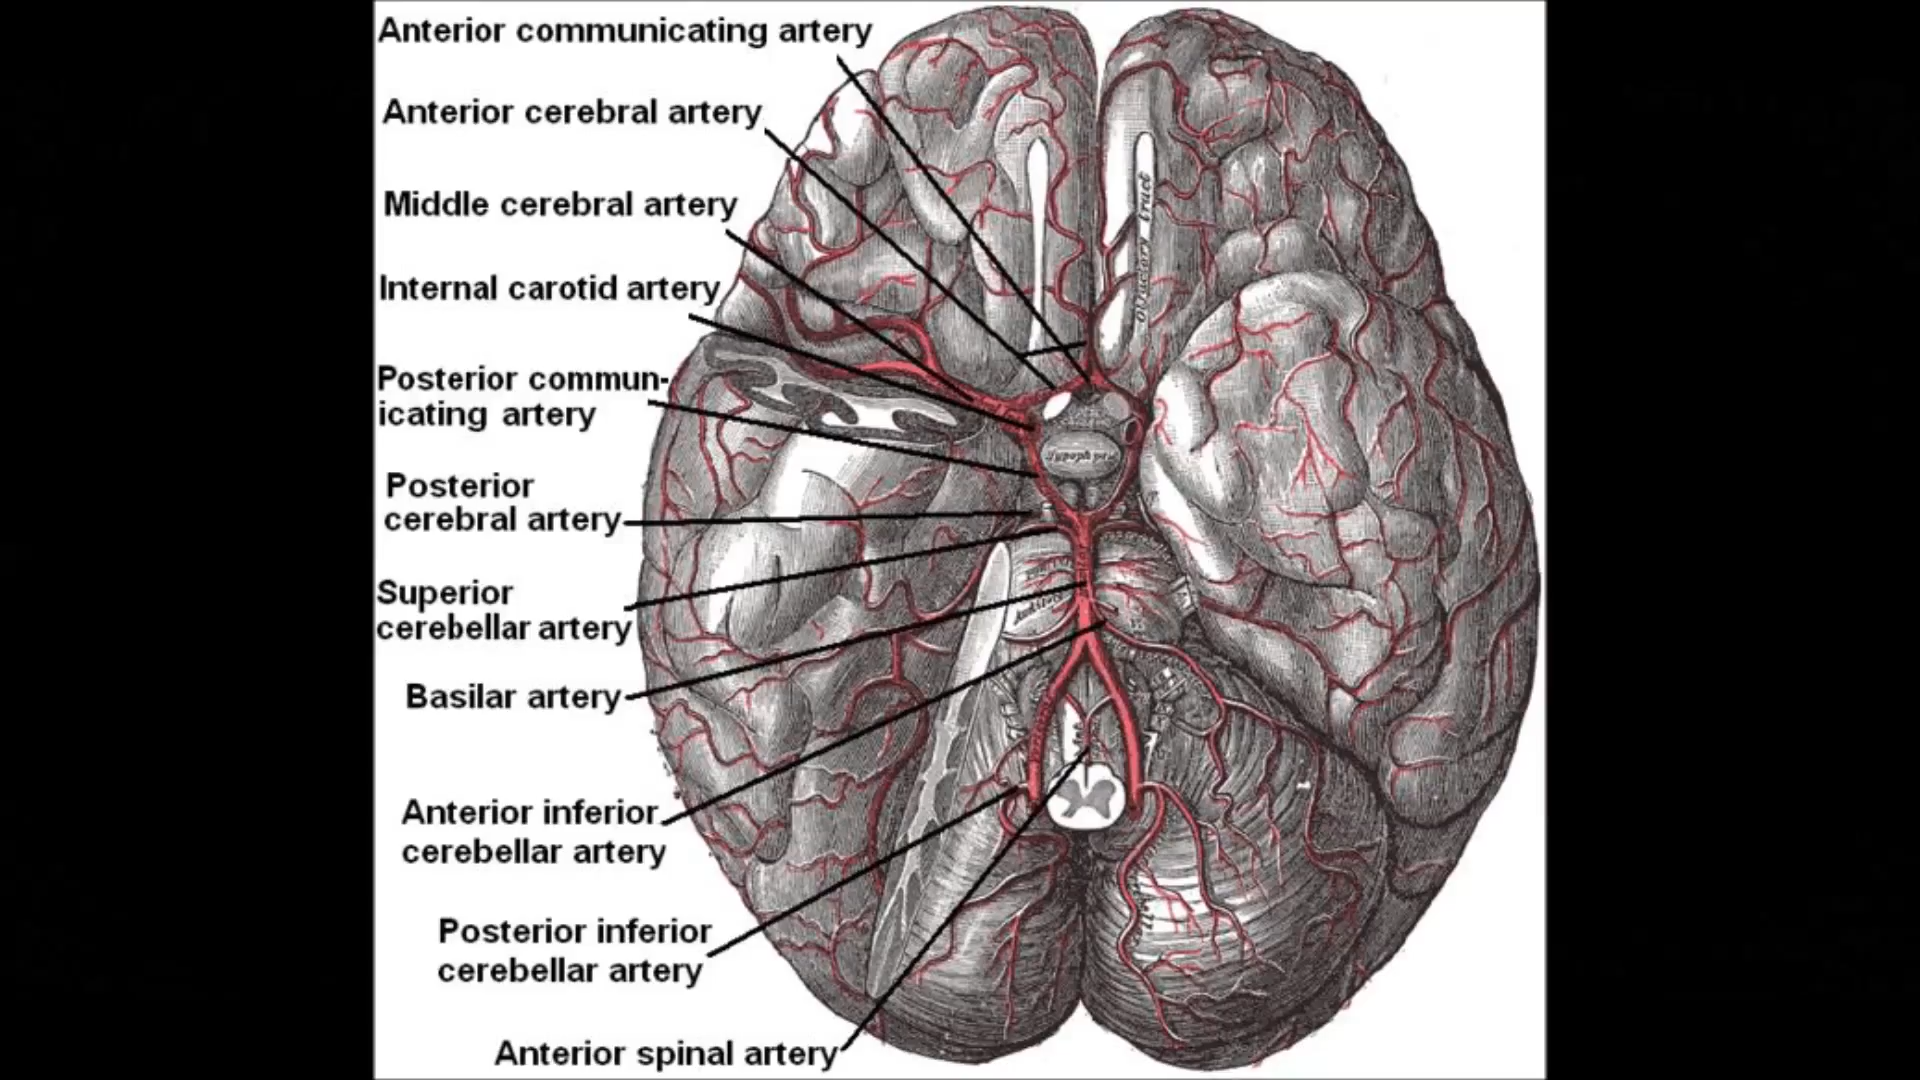 Anterior communicating artery
Anterior cerebral artery
Middle cerebral artery
Internal carotid artery
Posterior commun-
icating artery
Posterior
cerebral artery
Superior
cerebellar artery
Basilar artery
Anterior inferior
cerebellar artery
Posterior inferior
cerebellar artery
Anterior spinal artery
Olfactory tract